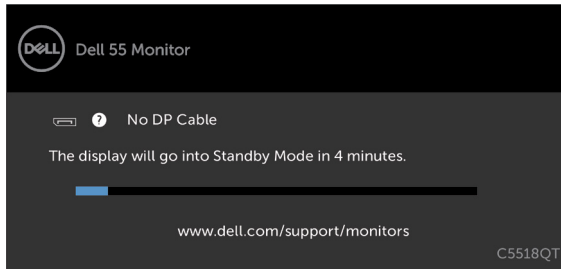 DELL Dell 55 Monitor
? No DP Cable
The display will go into Standby Mode in 4 minutes.
www.dell.com/support/monitors
C5518QT